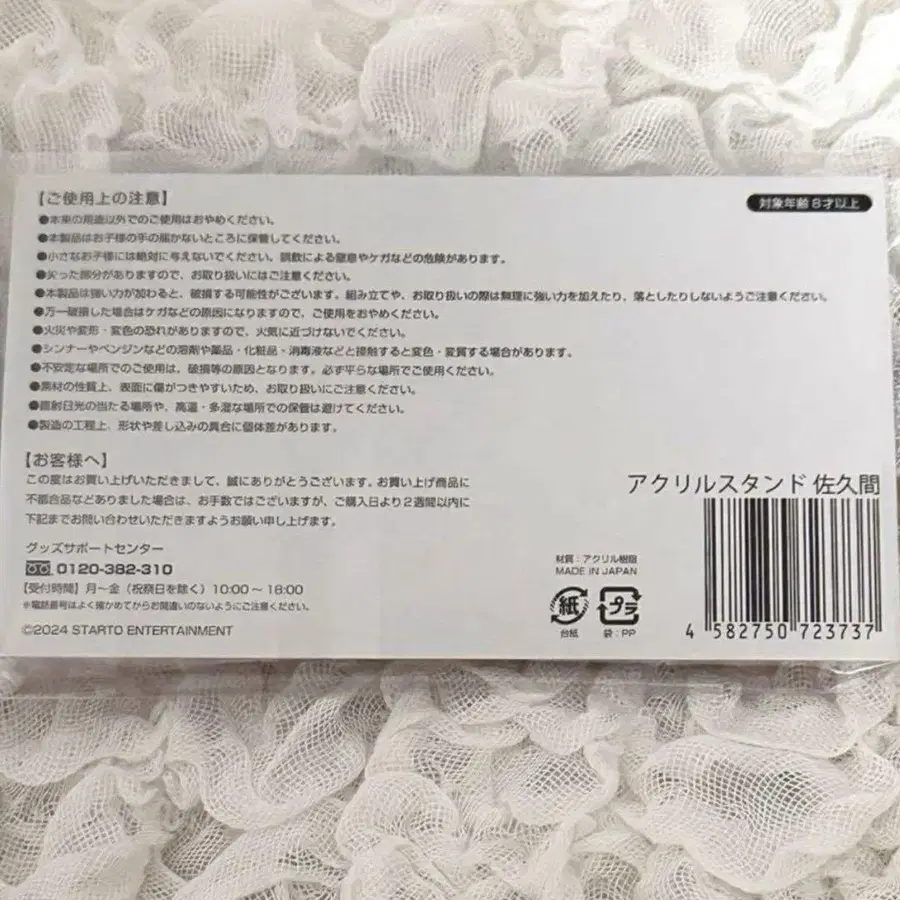 【ご使用上の注意】
対象年齢 8才以上
●本来の用途以外でのご使用はおやめください。
●本製品はお子様の手の届かないところに保管してください。
●小さなお子様には絶対に与えないでください。誤飲による窒息やケガなどの危険があります。
●尖った部分がありますので、お取り扱いにはご注意ください。
●本製品は強い力が加わると、破損する可能性がございます。組み立てや、お取り扱いの際は無理に強い力を加えたり、落としたりしないようご注意ください。
●万一破損した場合はケガなどの原因になりますので、ご使用をおやめください。
●火災や変形・変色の恐れがありますので、火気に近づけないでください。
●シンナーやベンジンなどの溶剤や薬品・化粧品・消毒液などと接触すると変色・変質する場合があります。
●不安定な場所でのご使用は、破損等の原因となります。必ず平らな場所でご使用ください。
●素材の性質上、表面に傷がつきやすいため、お取り扱いにご注意ください。
●直射日光の当たる場所や、高温・多湿な場所での保管は避けてください。
●製造の工程上、形状や差し込みの具合に個体差があります。
【お客様へ】
この度はお買い上げいただきまして、誠にありがとうございます。お買い上げ商品に
不都合品などありました場合は、お手数ではございますが、ご購入日より2週間以内に
下記までお問い合わせいただきますようお願い申し上げます。
グッズサポートセンター
0120-382-310
【受付時間】月〜金（祝祭日を除く）10:00〜18:00
※電話番号はよく確かめてからお間違いのないようにご注意ください。
©2024 STARTO ENTERTAINMENT
アクリルスタンド 佐久間
材質：アクリル樹脂
MADE IN JAPAN
紙
台紙
プラ
袋：PP
4 582750 723737